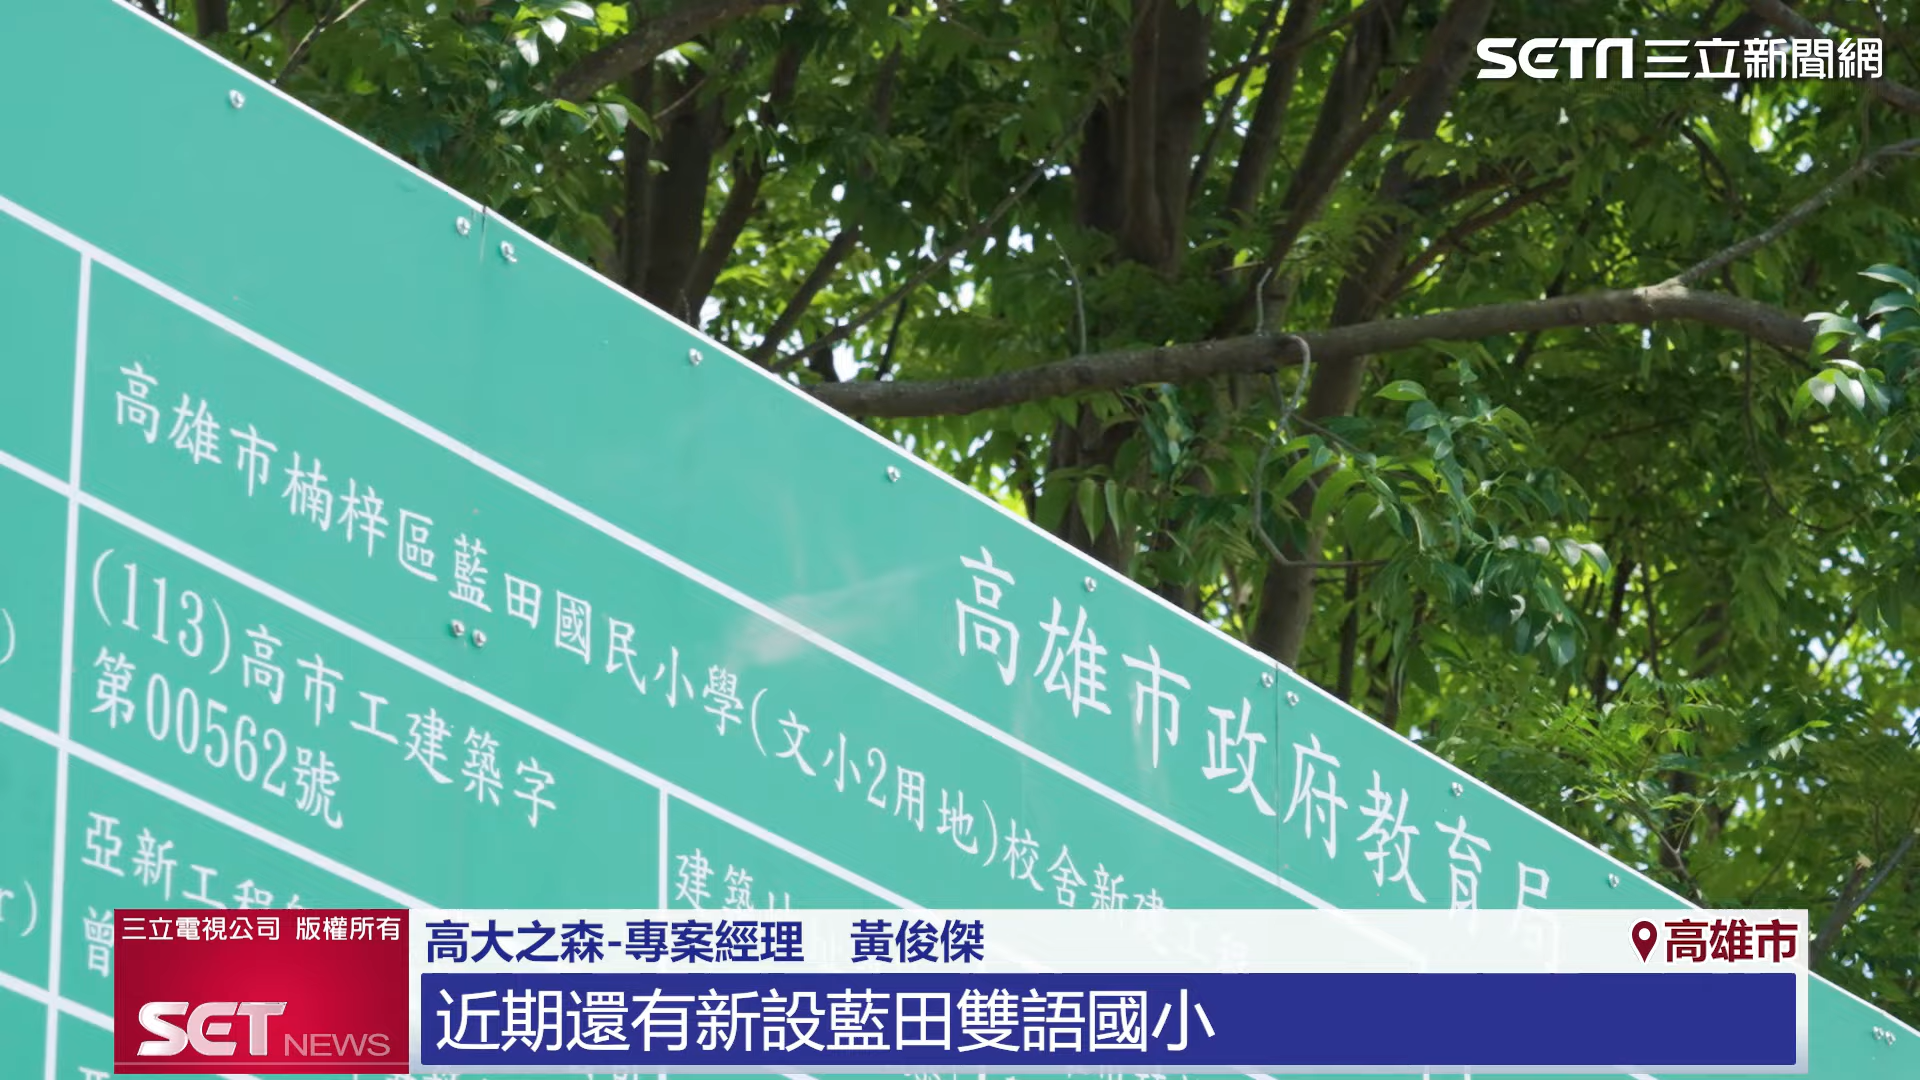 SETN三立新聞網
高雄市政府教育局
高雄市楠梓區藍田國民小學(文小2用地)校舍新建工程
(113)高市工建築字
第00562號
建築
亞新工程
曾
三立電視公司 版權所有
SET NEWS
高大之森-專案經理 黃俊傑
高雄市
近期還有新設藍田雙語國小